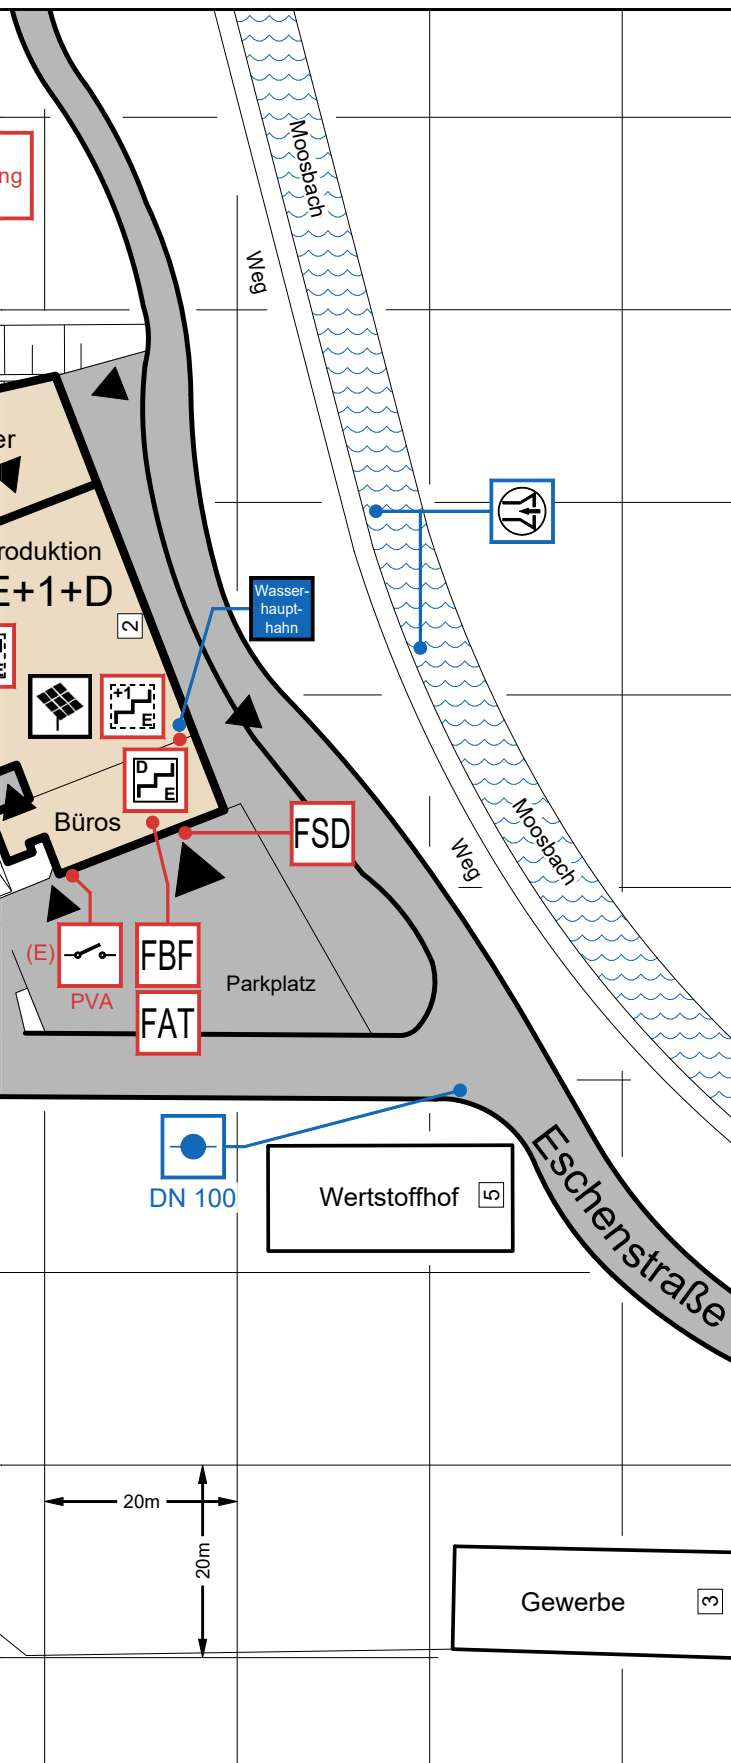 Moosbach
ng
Weg
er
roduktion
E+1+D
2
Wasser-
haupt-
hahn
+1
E
D
E
Büros
FSD
Moosbach
Weg
(E)
FBF
PVA
Parkplatz
FAT
DN 100
Wertstoffhof
5
Eschenstraße
20m
20m
Gewerbe
3